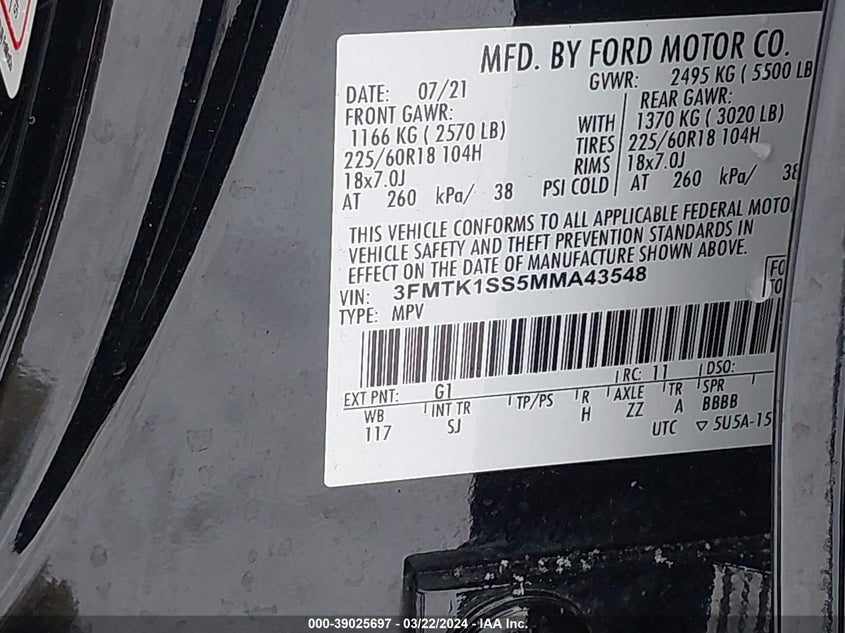 MFD. BY FORD MOTOR CO.
DATE: 07/21 GVWR: 2495 KG ( 5500 LB
FRONT GAWR: REAR GAWR:
1166 KG ( 2570 LB) WITH 1370 KG ( 3020 LB)
225/60R18 104H TIRES 225/60R18 104H
18x7.0J RIMS 18x7.0J
AT 260 kPa/ 38 PSI COLD AT 260 kPa/ 38
THIS VEHICLE CONFORMS TO ALL APPLICABLE FEDERAL MOTO
VEHICLE SAFETY AND THEFT PREVENTION STANDARDS IN
EFFECT ON THE DATE OF MANUFACTURE SHOWN ABOVE.
VIN: 3FMTK1SS5MMA43548
FO
TO
TYPE: MPV
EXT PNT: G1 RC: 11 DSO:
WB INT TR TP/PS R AXLE TR SPR
117 SJ H ZZ A BBBB
UTC ▽ 5U5A-15
000-39025697 - 03/22/2024 - IAA Inc.